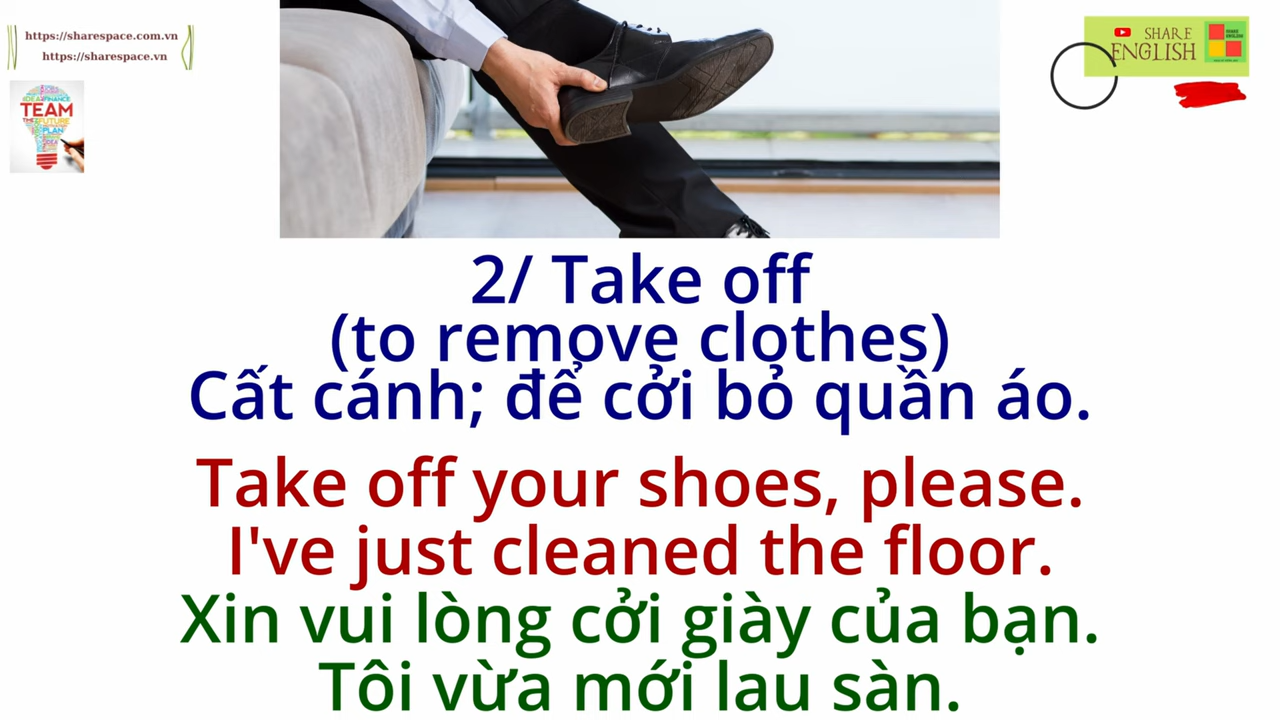 https://sharespace.com.vn
https://sharespace.vn
SHARE
ENGLISH
TEAM
PLAN
2/ Take off
(to remove clothes)
Cất cánh; để cởi bỏ quần áo.
Take off your shoes, please.
I've just cleaned the floor.
Xin vui lòng cởi giày của bạn.
Tôi vừa mới lau sàn.